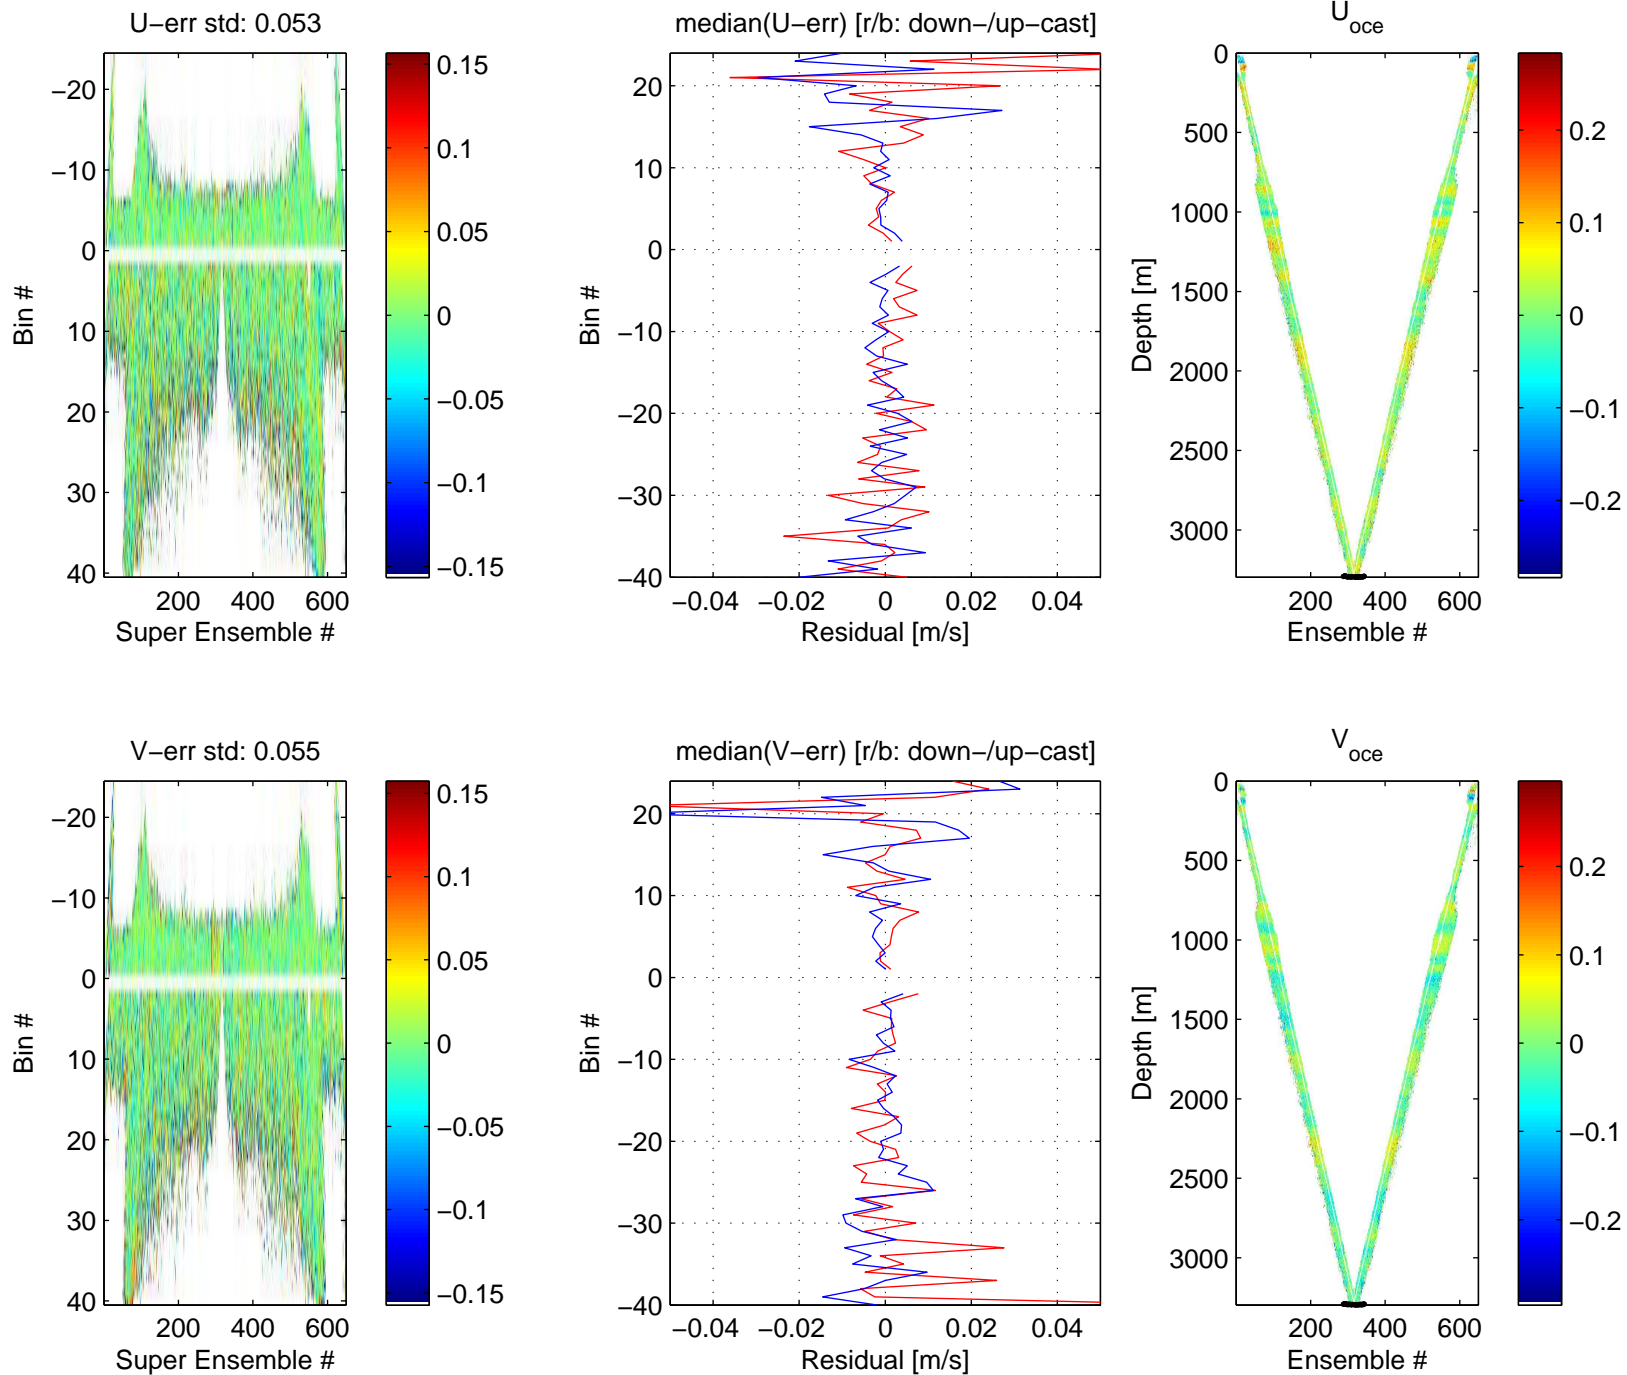 U−err std: 0.053
−20
−10
0
10
20
30
40
Bin #
200 400 600
Super Ensemble #
0.15
0.1
0.05
0
−0.05
−0.1
−0.15
median(U−err) [r/b: down−/up−cast]
20
10
0
−10
−20
−30
−40
Bin #
−0.04 −0.02 0 0.02 0.04
Residual [m/s]
U_oce
0
500
1000
1500
2000
2500
3000
Depth [m]
200 400 600
Ensemble #
0.2
0.1
0
−0.1
−0.2
V−err std: 0.055
−20
−10
0
10
20
30
40
Bin #
200 400 600
Super Ensemble #
0.15
0.1
0.05
0
−0.05
−0.1
−0.15
median(V−err) [r/b: down−/up−cast]
20
10
0
−10
−20
−30
−40
Bin #
−0.04 −0.02 0 0.02 0.04
Residual [m/s]
V_oce
0
500
1000
1500
2000
2500
3000
Depth [m]
200 400 600
Ensemble #
0.2
0.1
0
−0.1
−0.2